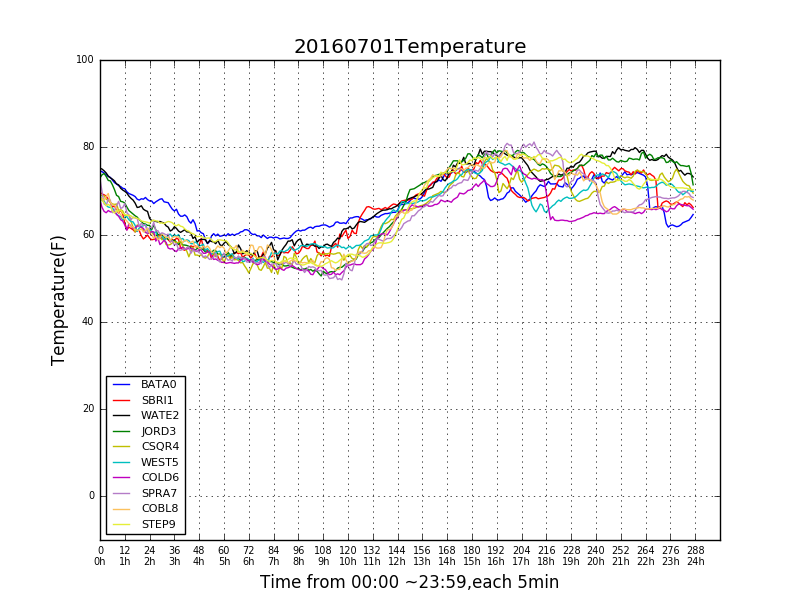 20160701Temperature
100
80
60
40
20
0
Temperature(F)
BATA0
SBRI1
WATE2
JORD3
CSQR4
WEST5
COLD6
SPRA7
COBL8
STEP9
0 12 24 36 48 60 72 84 96 108 120 132 144 156 168 180 192 204 216 228 240 252 264 276 288
0h 1h 2h 3h 4h 5h 6h 7h 8h 9h 10h 11h 12h 13h 14h 15h 16h 17h 18h 19h 20h 21h 22h 23h 24h
Time from 00:00 ~23:59,each 5min